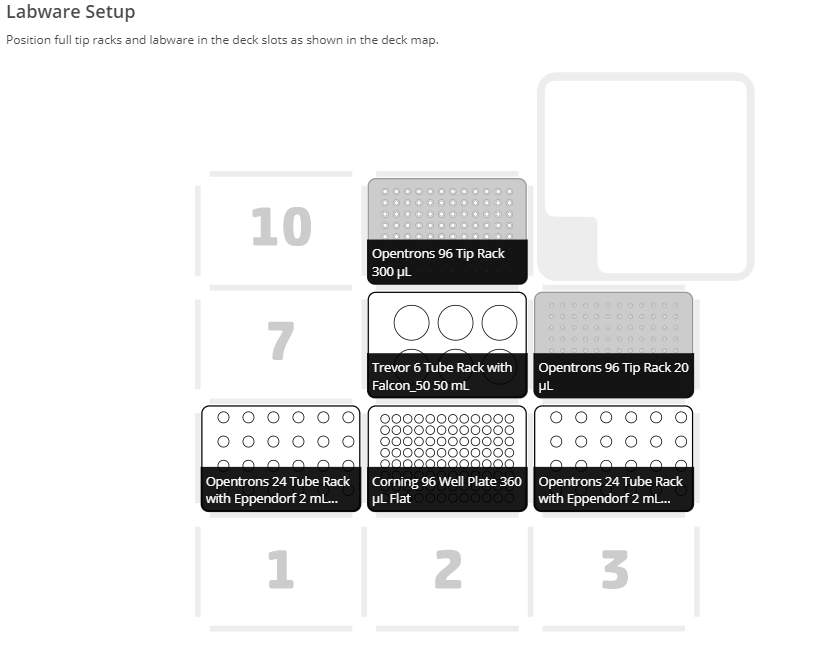 Labware Setup
Position full tip racks and labware in the deck slots as shown in the deck map.
10
Opentrons 96 Tip Rack
300 µL
7
Trevor 6 Tube Rack with
Falcon_50 50 mL
Opentrons 96 Tip Rack 20
µL
Opentrons 24 Tube Rack
with Eppendorf 2 mL...
Corning 96 Well Plate 360
µL Flat
Opentrons 24 Tube Rack
with Eppendorf 2 mL...
1
2
3